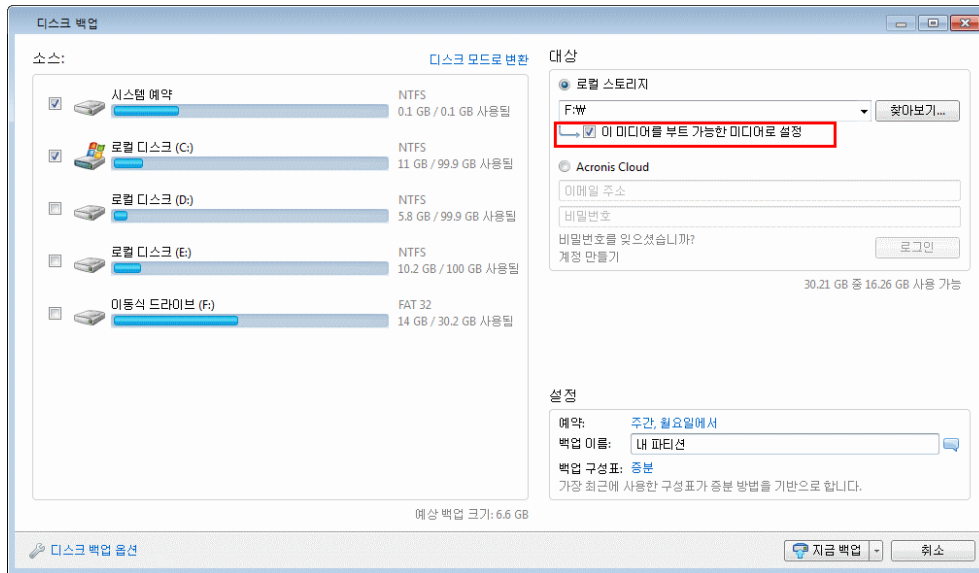 디스크 백업
소스:
디스크 모드로 변환
시스템 예약
NTFS
0.1 GB / 0.1 GB 사용됨
로컬 디스크 (C:)
NTFS
11 GB / 99.9 GB 사용됨
로컬 디스크 (D:)
NTFS
5.8 GB / 99.9 GB 사용됨
로컬 디스크 (E:)
NTFS
10.2 GB / 100 GB 사용됨
이동식 드라이브 (F:)
FAT 32
14 GB / 30.2 GB 사용됨
예상 백업 크기: 6.6 GB
대상
로컬 스토리지
F:₩
찾아보기...
이 미디어를 부트 가능한 미디어로 설정
Acronis Cloud
이메일 주소
비밀번호
비밀번호를 잊으셨습니까?
계정 만들기
로그인
30.21 GB 중 16.26 GB 사용 가능
설정
예약: 주간, 월요일에서
백업 이름: 내 파티션
백업 구성표: 증분
가장 최근에 사용한 구성표가 증분 방법을 기반으로 합니다.
디스크 백업 옵션
지금 백업
취소